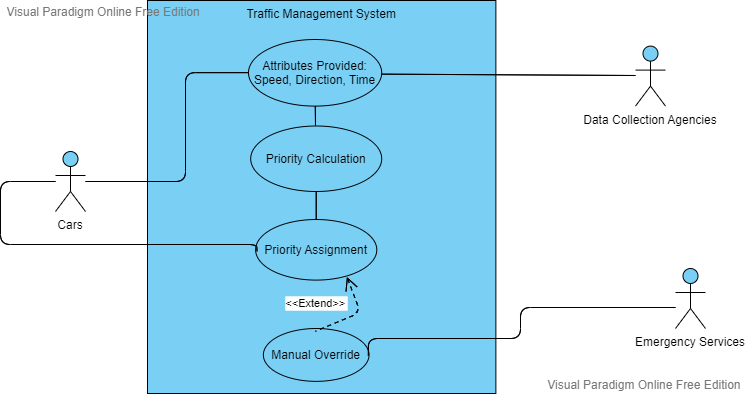 Visual Paradigm Online Free Edition
Traffic Management System
Attributes Provided:
Speed, Direction, Time
Data Collection Agencies
Priority Calculation
Cars
Priority Assignment
<<Extend>>
Emergency Services
Manual Override
Visual Paradigm Online Free Edition